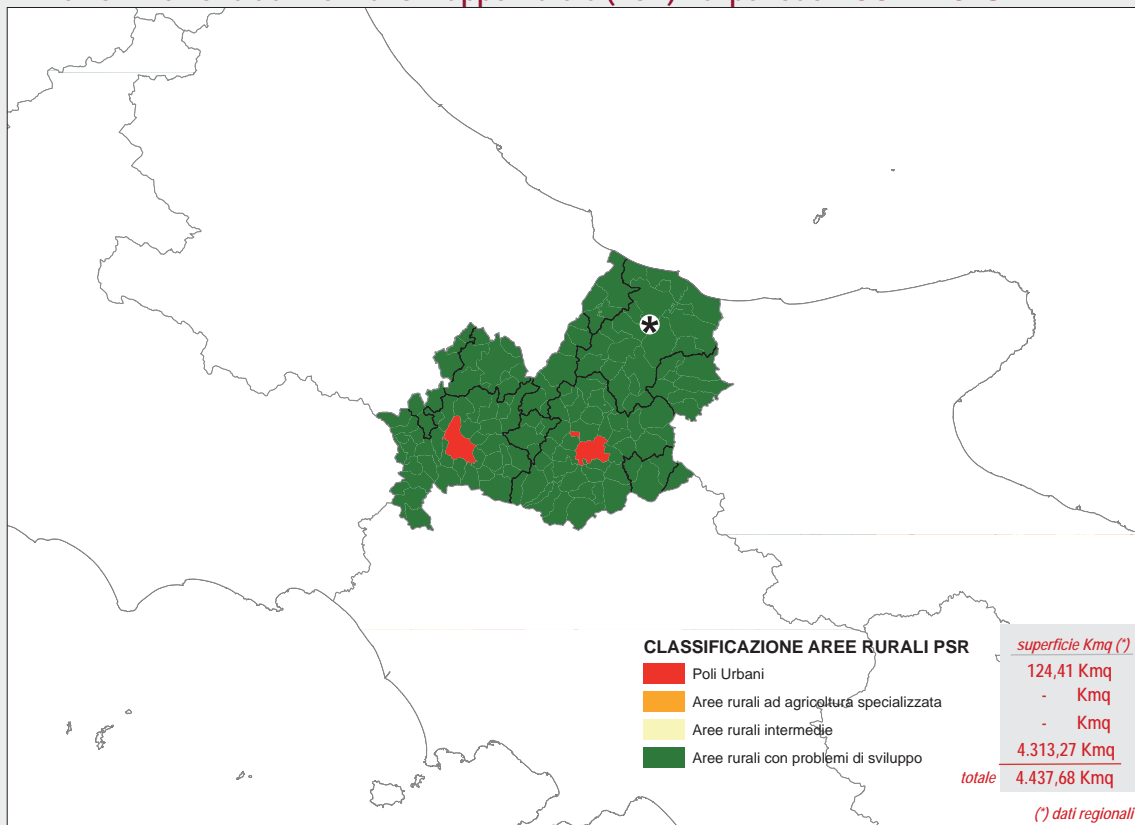 CLASSIFICAZIONE AREE RURALI PSR
superficie Kmq (*)
Poli Urbani
124,41 Kmq
Aree rurali ad agricoltura specializzata
- Kmq
Aree rurali intermedie
- Kmq
Aree rurali con problemi di sviluppo
4.313,27 Kmq
totale 4.437,68 Kmq
(*) dati regionali
*